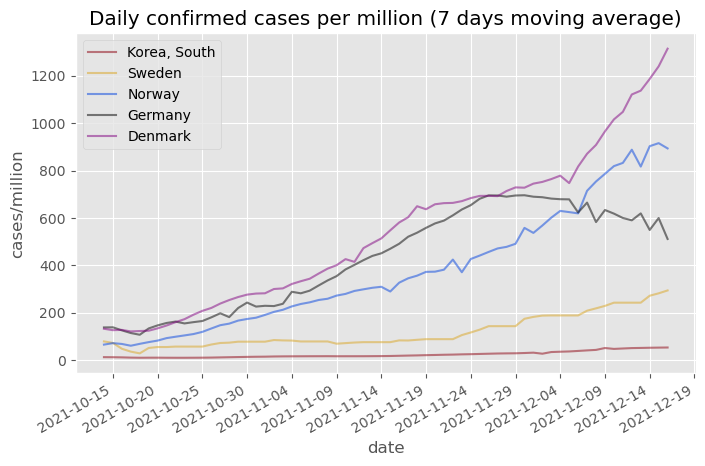 Daily confirmed cases per million (7 days moving average)
Korea, South
Sweden
Norway
Germany
Denmark
cases/million
1200
1000
800
600
400
200
0
2021-10-15
2021-10-20
2021-10-25
2021-10-30
2021-11-04
2021-11-09
2021-11-14
2021-11-19
2021-11-24
2021-11-29
2021-12-04
2021-12-09
2021-12-14
2021-12-19
date